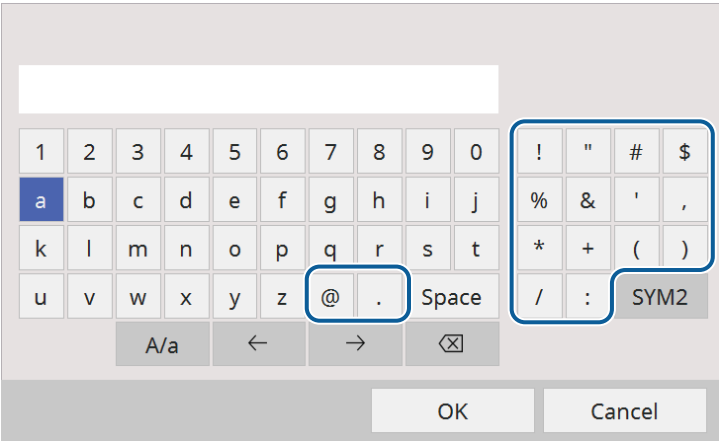 1 2 3 4 5 6 7 8 9 0 ! " # $
a b c d e f g h i j % & ' ,
k l m n o p q r s t * + ( )
u v w x y z @ . Space / : SYM2
A/a ← → ⌫
OK Cancel